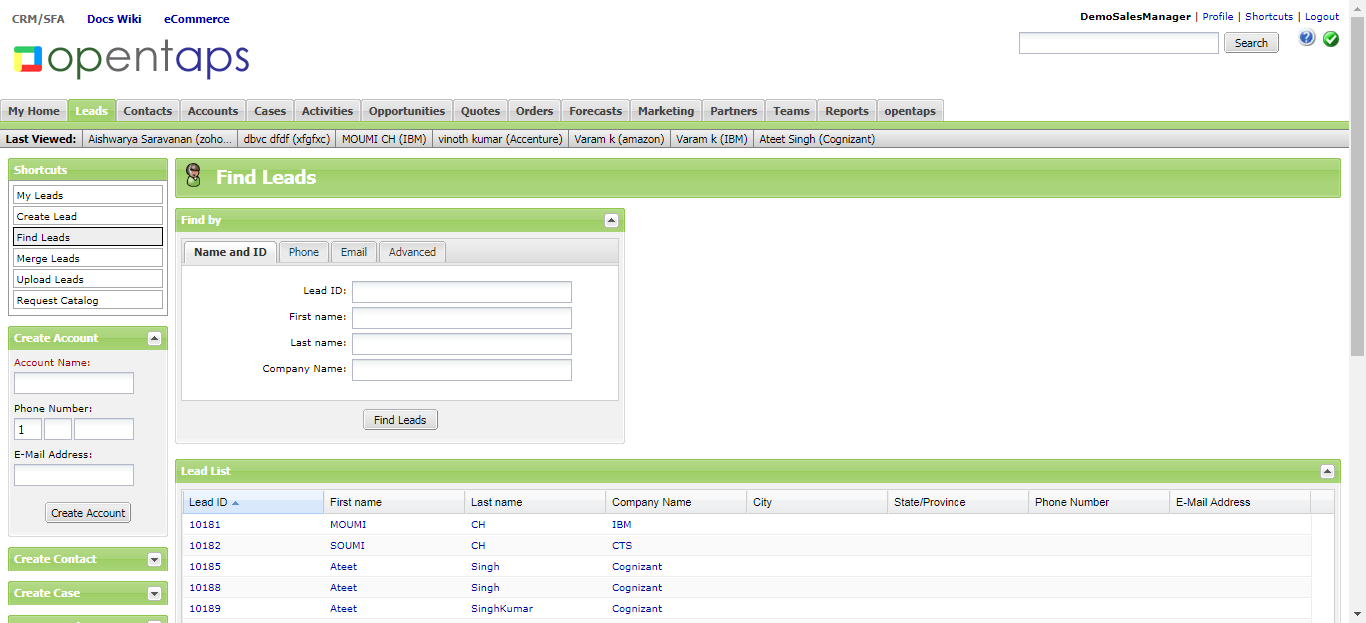 CRM/SFA Docs Wiki eCommerce
DemoSalesManager | Profile | Shortcuts | Logout
opentaps
Search
My Home Leads Contacts Accounts Cases Activities Opportunities Quotes Orders Forecasts Marketing Partners Teams Reports opentaps
Last Viewed: Aishwarya Saravanan (zoho... dbvc dfdf (xfgfxc) MOUMI CH (IBM) vinoth kumar (Accenture) Varam k (amazon) Varam k (IBM) Ateet Singh (Cognizant)
Shortcuts
My Leads
Create Lead
Find Leads
Merge Leads
Upload Leads
Request Catalog
Create Account
Account Name:
Phone Number:
1
E-Mail Address:
Create Account
Create Contact
Create Case
Find Leads
Find by
Name and ID Phone Email Advanced
Lead ID:
First name:
Last name:
Company Name:
Find Leads
Lead List
Lead ID First name Last name Company Name City State/Province Phone Number E-Mail Address
10181 MOUMI CH IBM
10182 SOUMI CH CTS
10185 Ateet Singh Cognizant
10188 Ateet Singh Cognizant
10189 Ateet SinghKumar Cognizant